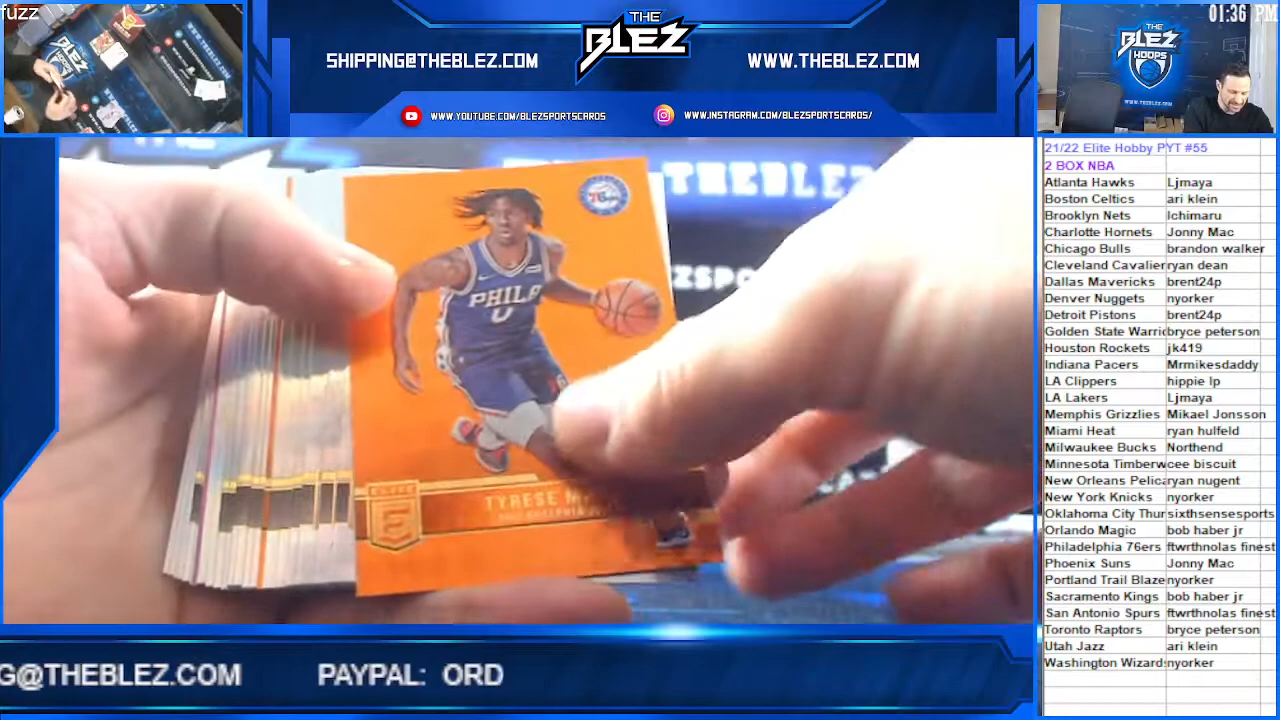 fuzz
THE
BLEZ
SHIPPING@THEBLEZ.COM
WWW.THEBLEZ.COM
WWW.YOUTUBE.COM/BLEZSPORTSCARDS
WWW.INSTAGRAM.COM/BLEZSPORTSCARDS/
01:36 PM
THE
BLEZ
HOOPS
THEBLEZ
PHILA
0
76
ELITE
E
TYRESE
21/22 Elite Hobby PYT #55
2 BOX NBA
Atlanta Hawks Ljmaya
Boston Celtics ari klein
Brooklyn Nets Ichimaru
Charlotte Hornets Jonny Mac
Chicago Bulls brandon walker
Cleveland Cavalier ryan dean
Dallas Mavericks brent24p
Denver Nuggets nyorker
Detroit Pistons brent24p
Golden State Warri bryce peterson
Houston Rockets jk419
Indiana Pacers Mrmikesdaddy
LA Clippers hippie lp
LA Lakers Ljmaya
Memphis Grizzlies Mikael Jonsson
Miami Heat ryan hulfeld
Milwaukee Bucks Northend
Minnesota Timberw cee biscuit
New Orleans Pelica ryan nugent
New York Knicks nyorker
Oklahoma City Thur sixthsensesports
Orlando Magic bob haber jr
Philadelphia 76ers ftwrthnolas finest
Phoenix Suns Jonny Mac
Portland Trail Blaze nyorker
Sacramento Kings bob haber jr
San Antonio Spurs ftwrthnolas finest
Toronto Raptors bryce peterson
Utah Jazz ari klein
Washington Wizards nyorker
G@THEBLEZ.COM PAYPAL: ORD